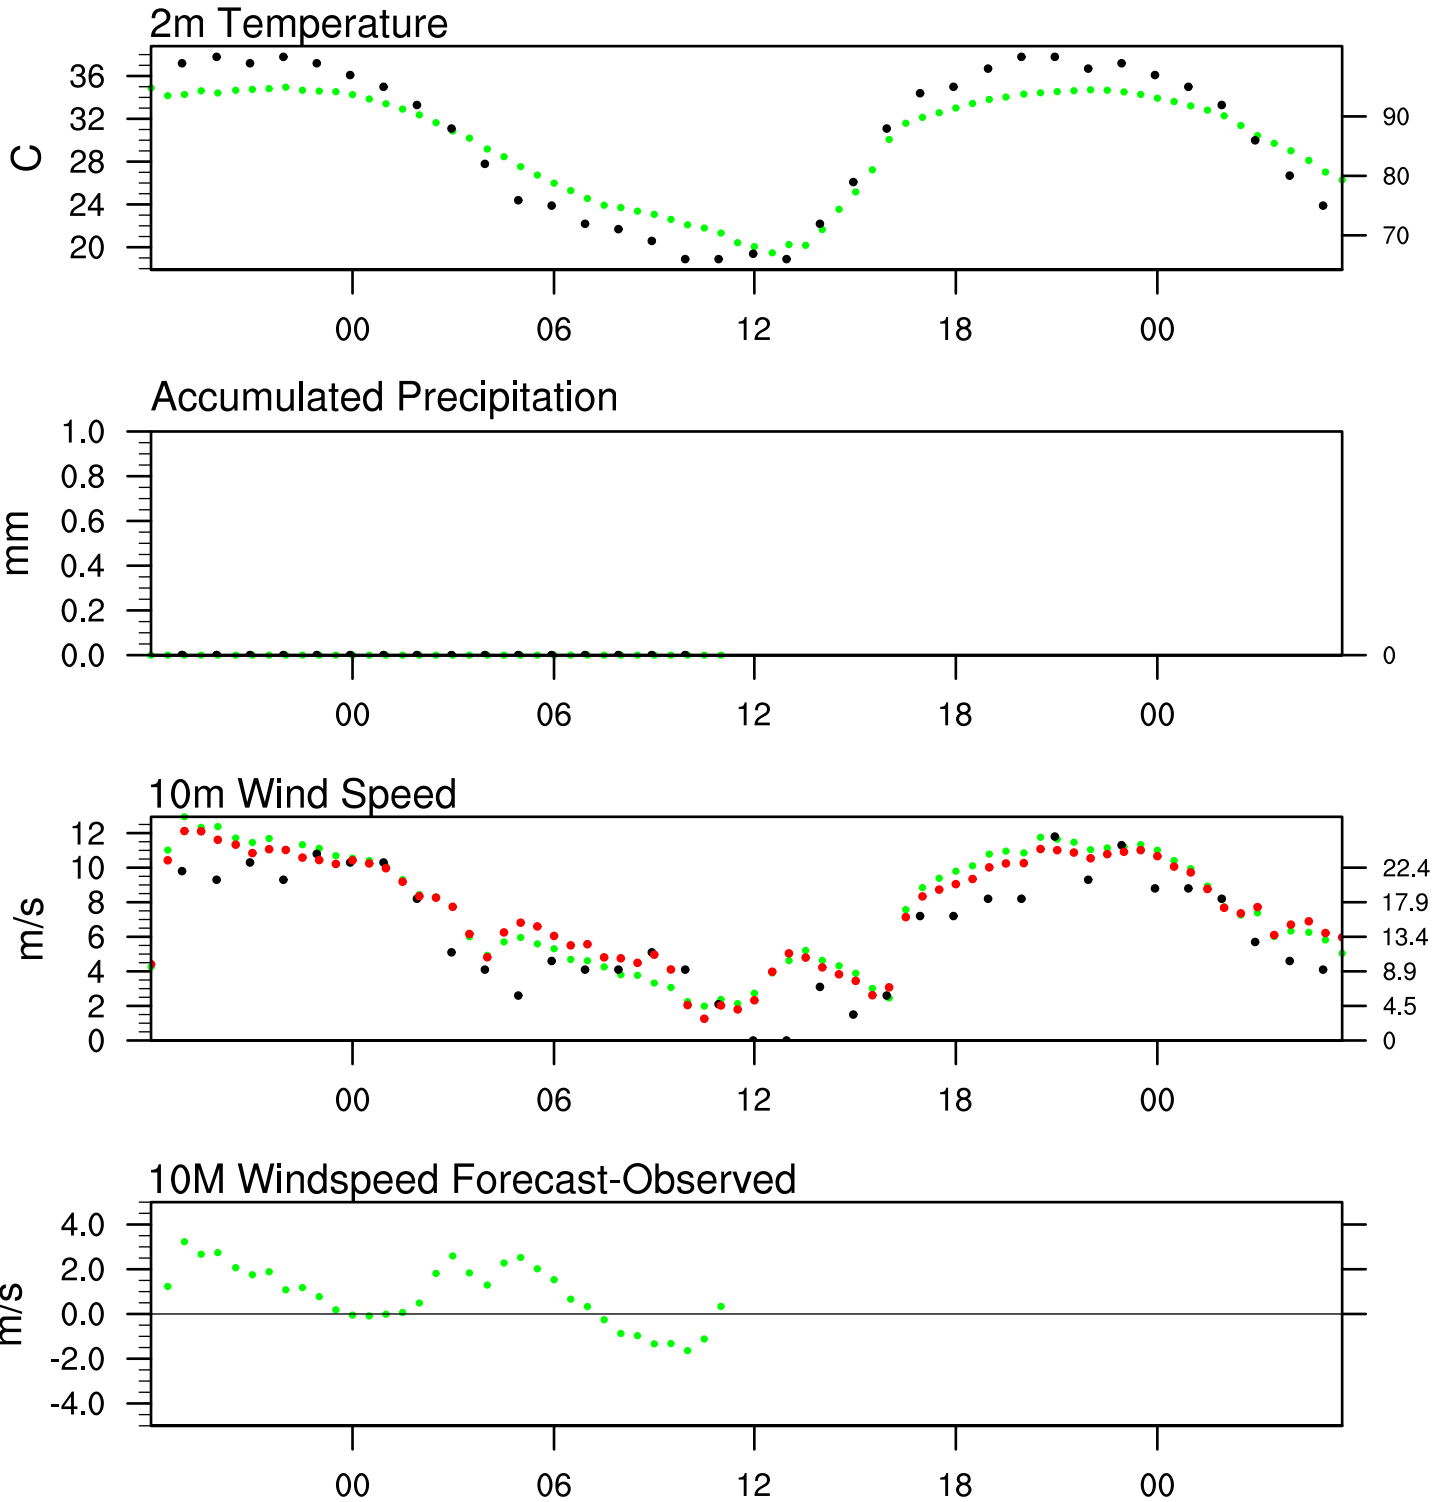 2m Temperature
C
36
32
28
24
20
90
80
70
00 06 12 18 00
Accumulated Precipitation
mm
1.0
0.8
0.6
0.4
0.2
0.0
0
00 06 12 18 00
10m Wind Speed
m/s
12
10
8
6
4
2
0
22.4
17.9
13.4
8.9
4.5
0
00 06 12 18 00
10M Windspeed Forecast-Observed
m/s
4.0
2.0
0.0
-2.0
-4.0
00 06 12 18 00